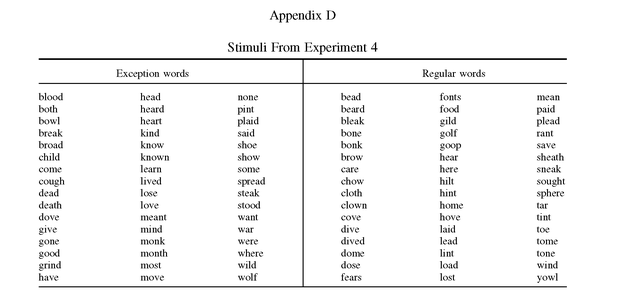 Appendix D
Stimuli From Experiment 4
Exception words Regular words
blood head none bead fonts mean
both heard pint beard food paid
bowl heart plaid bleak gild plead
break kind said bone golf rant
broad know shoe bonk goop save
child known show brow hear sheath
come learn some care here sneak
cough lived spread chow hilt sought
dead lose steak cloth hint sphere
death love stood clown home tar
dove meant want cove hove tint
give mind war dive laid toe
gone monk were dived lead tome
good month where dome lint tone
grind most wild dose load wind
have move wolf fears lost yowl